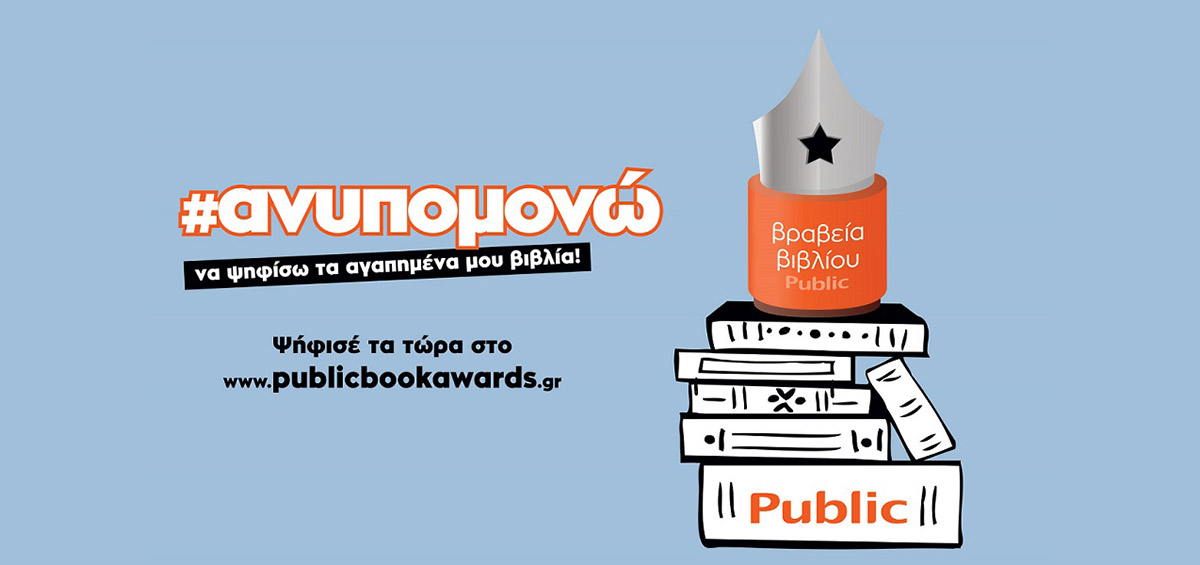 #ανυπομονώ
να ψηφίσω τα αγαπημένα μου βιβλία!
Ψήφισέ τα τώρα στο
www.publicbookawards.gr
βραβεία
βιβλίου
Public
Public